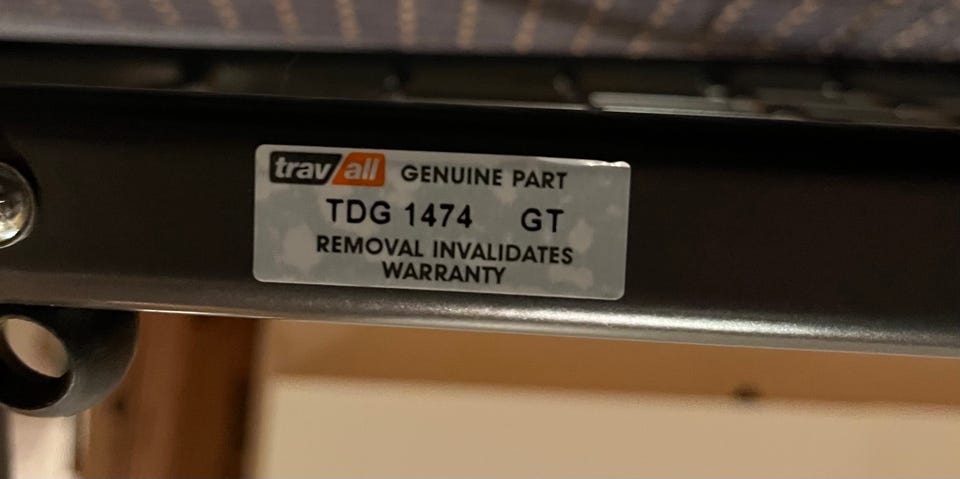 trav/all GENUINE PART
TDG 1474 GT
REMOVAL INVALIDATES
WARRANTY